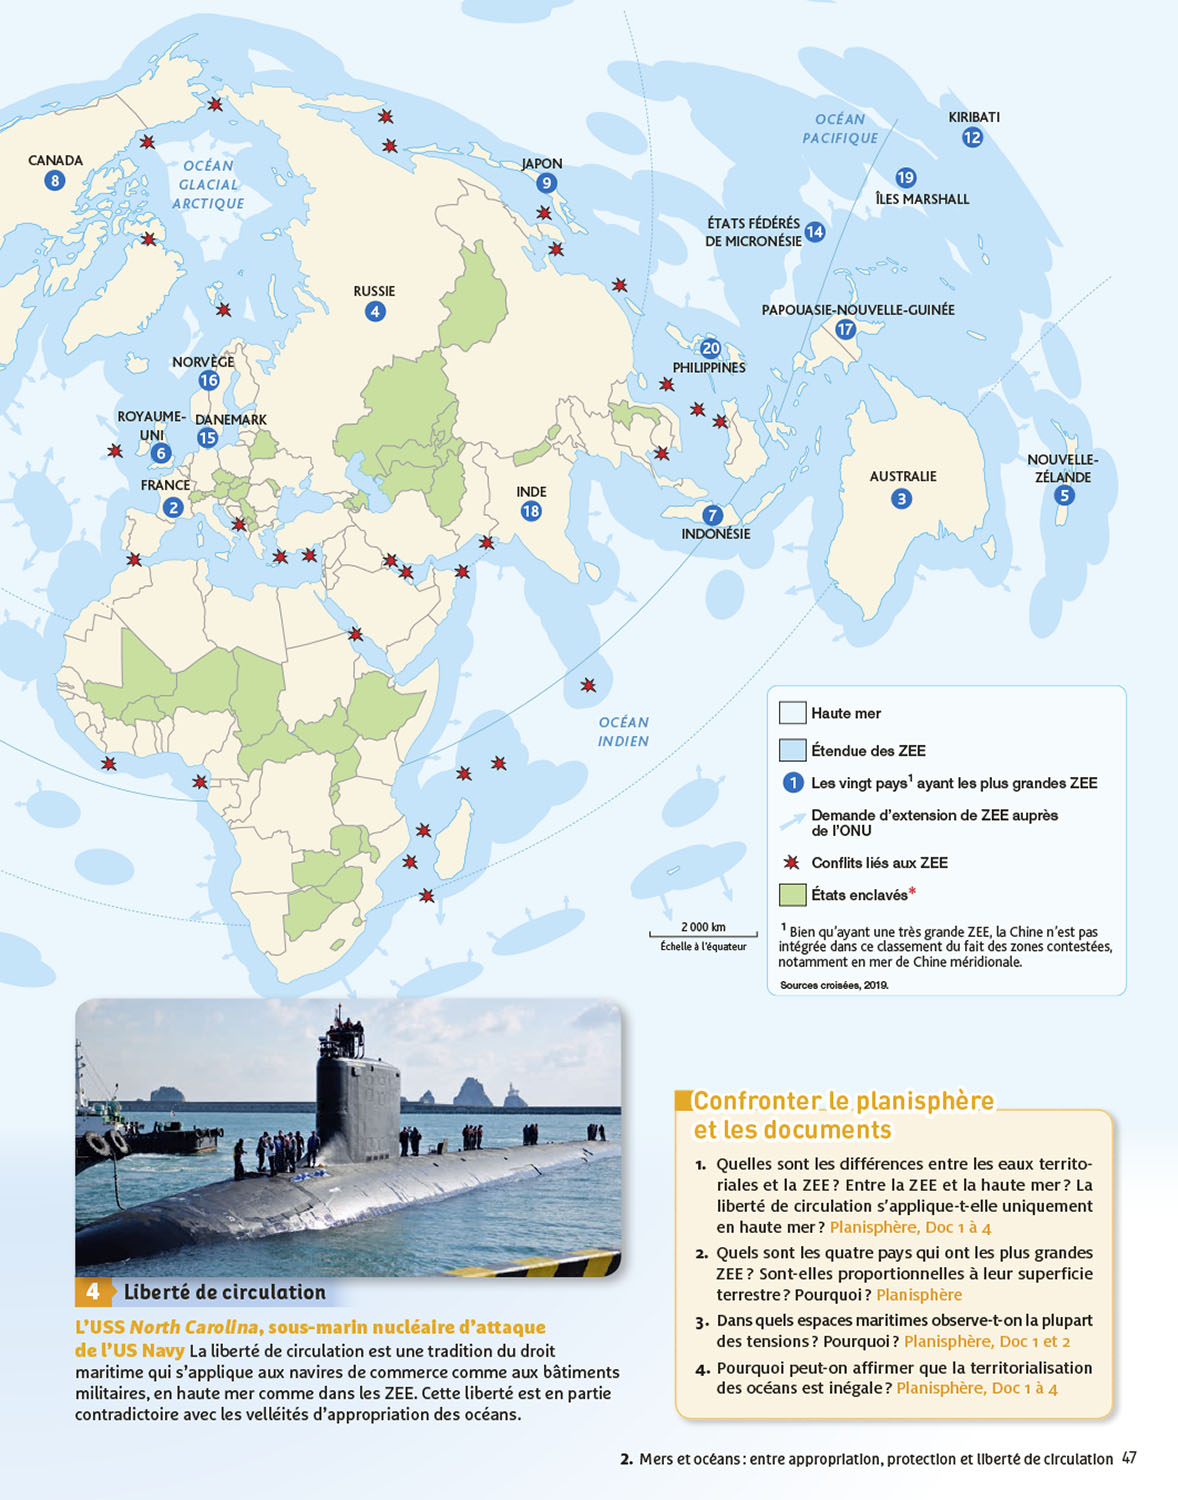 OCÉAN
PACIFIQUE
KIRIBATI
12
CANADA
8
OCÉAN
GLACIAL
ARCTIQUE
JAPON
9
19
ÎLES MARSHALL
ÉTATS FÉDÉRÉS
DE MICRONÉSIE
14
RUSSIE
4
PAPOUASIE-NOUVELLE-GUINÉE
17
20
PHILIPPINES
NORVÈGE
16
ROYAUME-
UNI
6
DANEMARK
15
FRANCE
2
INDE
18
7
INDONÉSIE
AUSTRALIE
3
NOUVELLE-
ZÉLANDE
5
OCÉAN
INDIEN
Haute mer
Étendue des ZEE
1 Les vingt pays¹ ayant les plus grandes ZEE
Demande d'extension de ZEE auprès
de l'ONU
Conflits liés aux ZEE
États enclavés*
2 000 km
Échelle à l'équateur
¹ Bien qu'ayant une très grande ZEE, la Chine n'est pas
intégrée dans ce classement du fait des zones contestées,
notamment en mer de Chine méridionale.
Sources croisées, 2019.
4 Liberté de circulation
L'USS North Carolina, sous-marin nucléaire d'attaque
de l'US Navy La liberté de circulation est une tradition du droit
maritime qui s'applique aux navires de commerce comme aux bâtiments
militaires, en haute mer comme dans les ZEE. Cette liberté est en partie
contradictoire avec les velléités d'appropriation des océans.
Confronter le planisphère
et les documents
1. Quelles sont les différences entre les eaux territo-
riales et la ZEE ? Entre la ZEE et la haute mer ? La
liberté de circulation s'applique-t-elle uniquement
en haute mer ? Planisphère, Doc 1 à 4
2. Quels sont les quatre pays qui ont les plus grandes
ZEE ? Sont-elles proportionnelles à leur superficie
terrestre ? Pourquoi ? Planisphère
3. Dans quels espaces maritimes observe-t-on la plupart
des tensions ? Pourquoi ? Planisphère, Doc 1 et 2
4. Pourquoi peut-on affirmer que la territorialisation
des océans est inégale ? Planisphère, Doc 1 à 4
2. Mers et océans : entre appropriation, protection et liberté de circulation 47